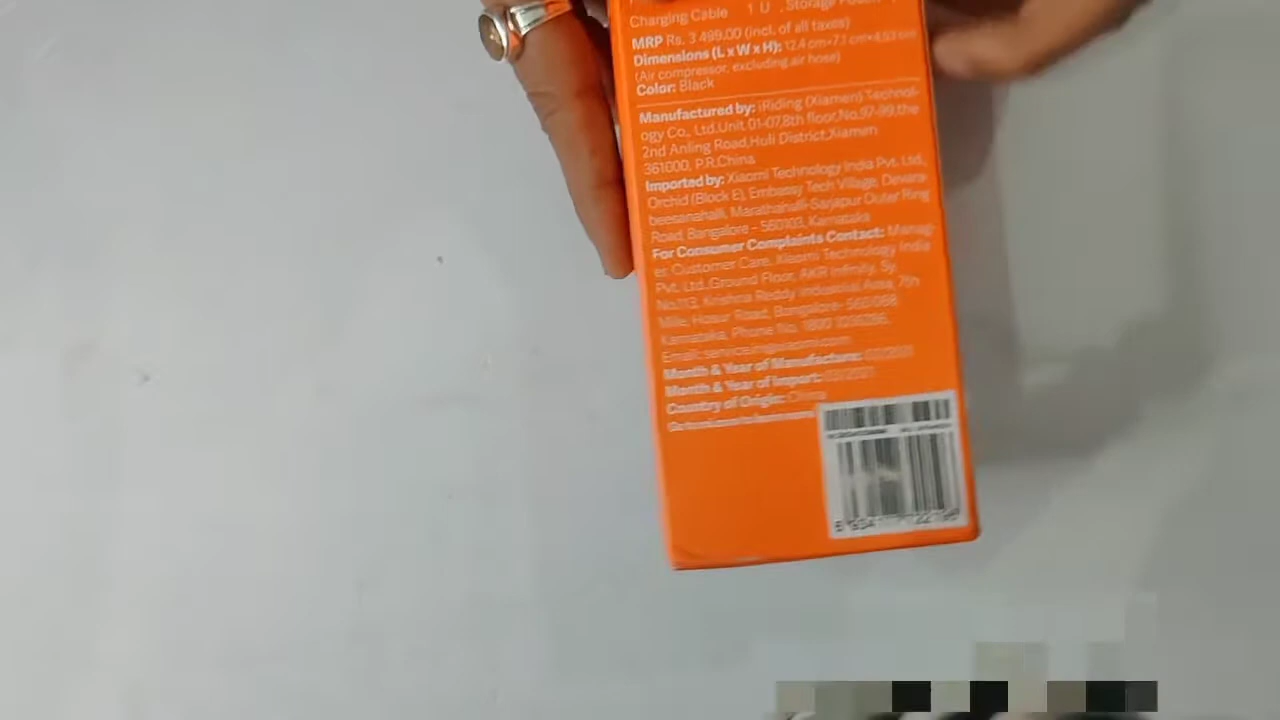 Charging Cable 1 U , Storage
MRP Rs. 3 499.00 (incl. of all taxes)
Dimensions (L x W x H): 12.4 cm×7.1 cm×4.53 cm
(Air compressor, excluding air hose)
Color: Black
Manufactured by: iRiding (Xiamen) Technol-
ogy Co., Ltd.Unit 01-07,8th floor,No.97-99,the
2nd Anling Road,Huli District,Xiamen
361000, P.R.China
Imported by: Xiaomi Technology India Pvt. Ltd.,
Orchid (Block E), Embassy Tech Village, Devara-
beesanahalli, Marathahalli-Sarjapur Outer Ring
Road, Bangalore - 560103, Karnataka
For Consumer Complaints Contact: Manag-
er, Customer Care, Xiaomi Technology India
Pvt. Ltd.,Ground Floor, AKR Infinity, Sy.
No.113, Krishna Reddy Industrial Area, 7th
Mile, Hosur Road, Bangalore- 560068
Karnataka, Phone No. 1800
Email:
Month & Year of Manufacture:
Month & Year of Import:
Country of Origin: China